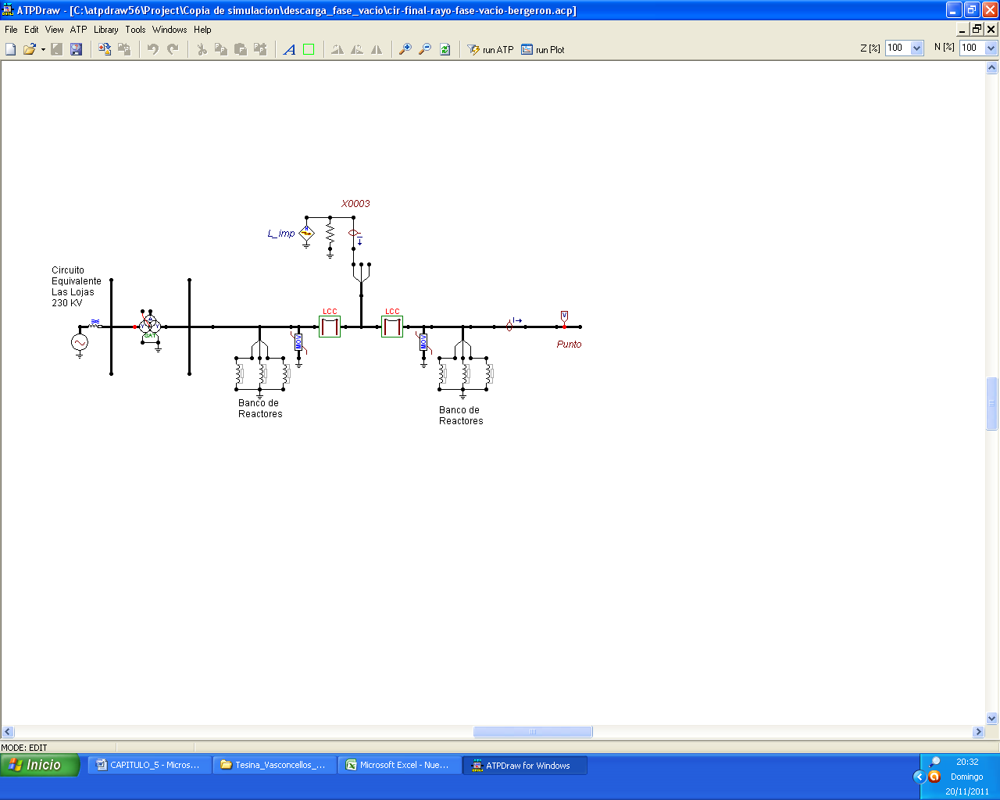 ATPDraw - [C:\atpdraw56\Project\Copia de simulacion\descarga_fase_vacio\cir-final-rayo-fase-vacio-bergeron.acp]
File Edit View ATP Library Tools Windows Help
run ATP run Plot Z [%] 100 N [%] 100
X0003
L_imp
Circuito
Equivalente
Las Lojas
230 KV
LCC LCC
V
I
SAT
MOV MOV
Punto
Banco de
Reactores
Banco de
Reactores
MODE: EDIT
Inicio CAPITULO_5 - Micros... Tesina_Vasconcellos_... Microsoft Excel - Nue... ATPDraw for Windows
20:32
Domingo
20/11/2011